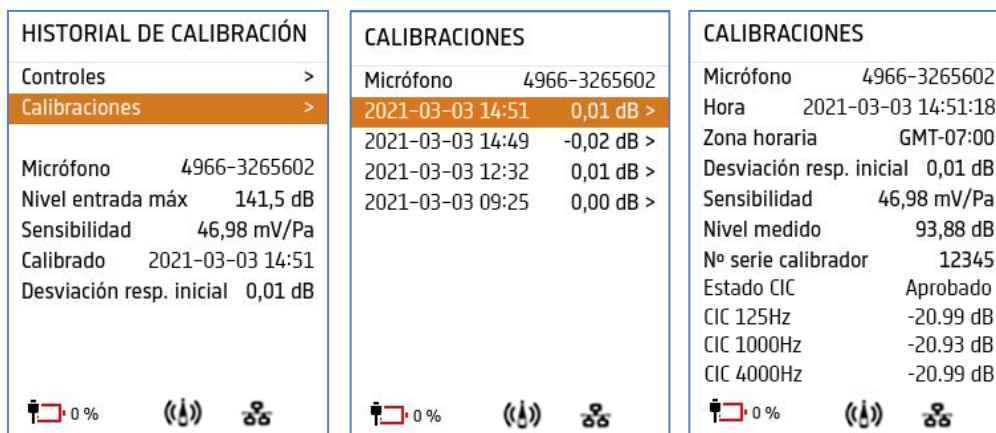 HISTORIAL DE CALIBRACIÓN
Controles >
Calibraciones >
Micrófono 4966-3265602
Nivel entrada máx 141,5 dB
Sensibilidad 46,98 mV/Pa
Calibrado 2021-03-03 14:51
Desviación resp. inicial 0,01 dB
0 %
CALIBRACIONES
Micrófono 4966-3265602
2021-03-03 14:51 0,01 dB >
2021-03-03 14:49 -0,02 dB >
2021-03-03 12:32 0,01 dB >
2021-03-03 09:25 0,00 dB >
0 %
CALIBRACIONES
Micrófono 4966-3265602
Hora 2021-03-03 14:51:18
Zona horaria GMT-07:00
Desviación resp. inicial 0,01 dB
Sensibilidad 46,98 mV/Pa
Nivel medido 93,88 dB
Nº serie calibrador 12345
Estado CIC Aprobado
CIC 125Hz -20.99 dB
CIC 1000Hz -20.93 dB
CIC 4000Hz -20.99 dB
0 %